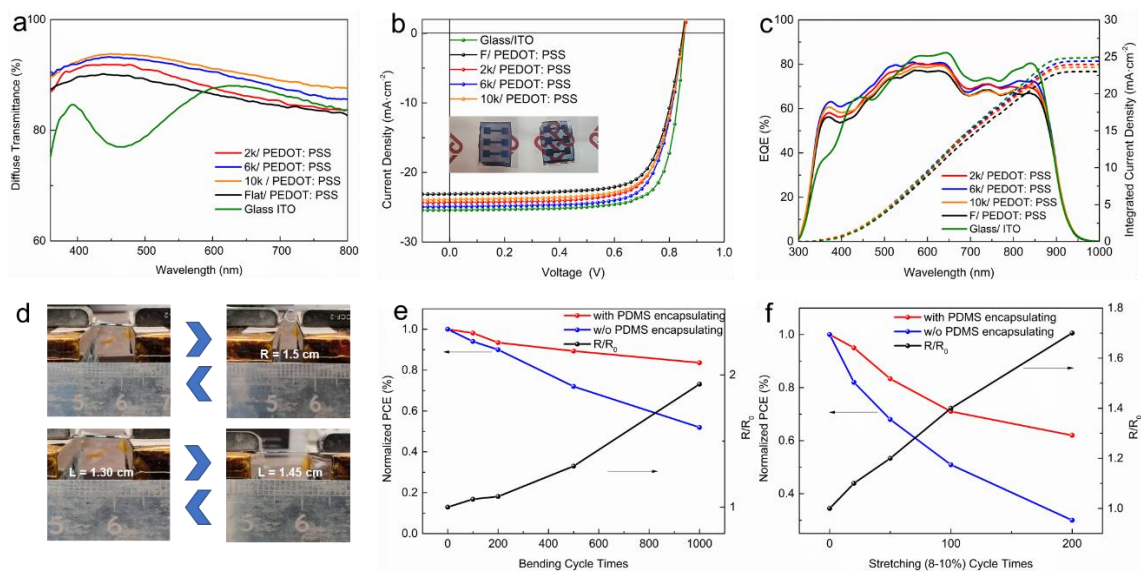 a
100
80
60
Diffuse Transmittance (%)
2k/ PEDOT: PSS
6k/ PEDOT: PSS
10k / PEDOT: PSS
Flat/ PEDOT: PSS
Glass ITO
400 500 600 700 800
Wavelength (nm)
b
0
-10
-20
-30
Current Density (mA·cm⁻²)
Glass/ITO
F/ PEDOT: PSS
2k/ PEDOT: PSS
6k/ PEDOT: PSS
10k/ PEDOT: PSS
0.0 0.2 0.4 0.6 0.8 1.0
Voltage (V)
c
100
80
60
40
20
0
EQE (%)
2k/ PEDOT: PSS
6k/ PEDOT: PSS
10k/ PEDOT: PSS
F/ PEDOT: PSS
Glass/ ITO
30
25
20
15
10
5
0
Integrated Current Density (mA·cm⁻²)
300 400 500 600 700 800 900 1000
Wavelength (nm)
d
R = 1.5 cm
5 6 7
5 6
L = 1.30 cm
L = 1.45 cm
5 6
5 6
e
with PDMS encapsulating
w/o PDMS encapsulating
R/R₀
1.0
0.8
0.6
0.4
0.2
0.0
Normalized PCE (%)
2
1
R/R₀
0 200 400 600 800 1000
Bending Cycle Times
f
with PDMS encapsulating
w/o PDMS encapsulating
R/R₀
1.0
0.8
0.6
0.4
Normalized PCE (%)
1.8
1.6
1.4
1.2
1.0
R/R₀
0 100 200
Stretching (8-10%) Cycle Times